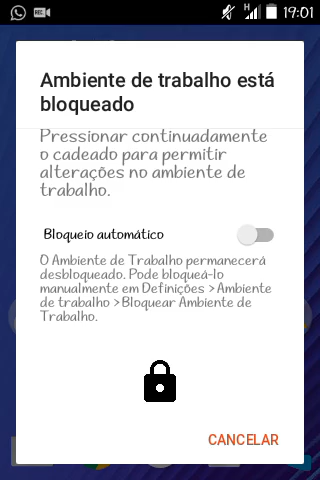 REC
H
19:01
Ambiente de trabalho está
bloqueado
Pressionar continuadamente
o cadeado para permitir
alterações no ambiente de
trabalho.
Bloqueio automático
O Ambiente de Trabalho permanecerá
desbloqueado. Pode bloqueá-lo
manualmente em Definições > Ambiente
de trabalho > Bloquear Ambiente de
Trabalho.
CANCELAR